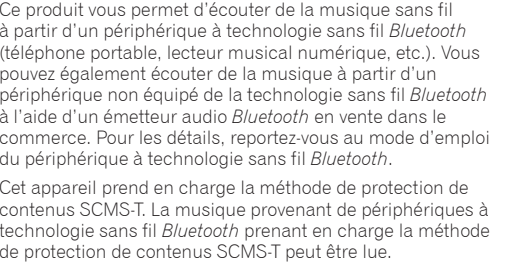 Ce produit vous permet d'écouter de la musique sans fil
à partir d'un périphérique à technologie sans fil Bluetooth
(téléphone portable, lecteur musical numérique, etc.). Vous
pouvez également écouter de la musique à partir d'un
périphérique non équipé de la technologie sans fil Bluetooth
à l'aide d'un émetteur audio Bluetooth en vente dans le
commerce. Pour les détails, reportez-vous au mode d'emploi
du périphérique à technologie sans fil Bluetooth.
Cet appareil prend en charge la méthode de protection de
contenus SCMS-T. La musique provenant de périphériques à
technologie sans fil Bluetooth prenant en charge la méthode
de protection de contenus SCMS-T peut être lue.